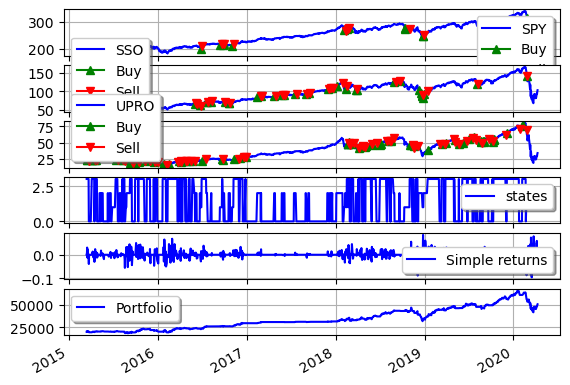 300
200
SPY
Buy
SSO
Buy
Sell
150
100
50
UPRO
Buy
Sell
75
50
25
states
2.5
0.0
Simple returns
0.0
−0.1
Portfolio
50000
25000
2015
2016
2017
2018
2019
2020